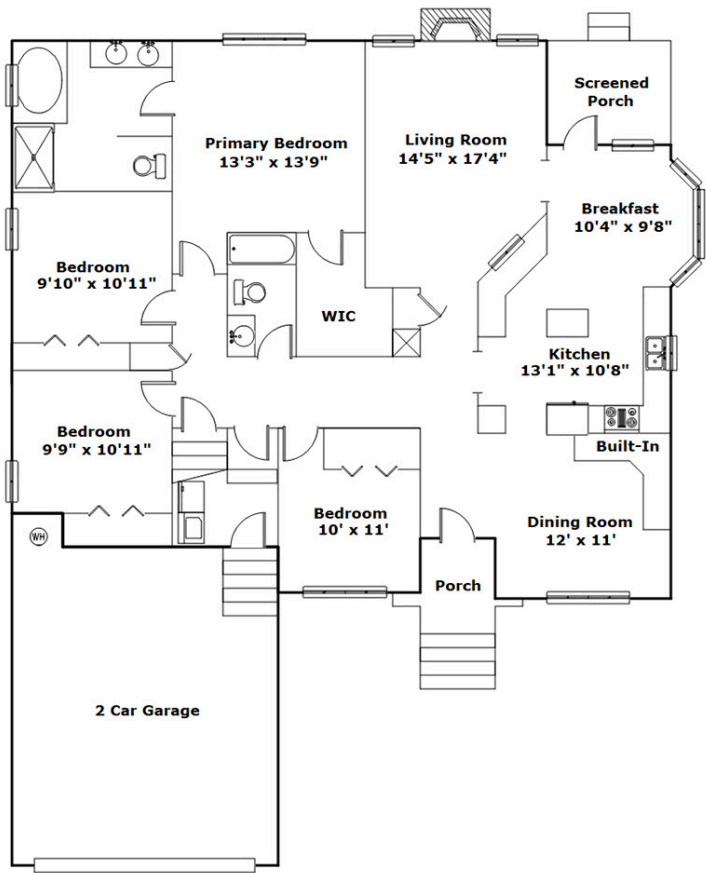 Screened
Porch
Primary Bedroom
13'3" x 13'9"
Living Room
14'5" x 17'4"
Breakfast
10'4" x 9'8"
Bedroom
9'10" x 10'11"
WIC
Kitchen
13'1" x 10'8"
Bedroom
9'9" x 10'11"
Built-In
Bedroom
10' x 11'
Dining Room
12' x 11'
WH
Porch
2 Car Garage